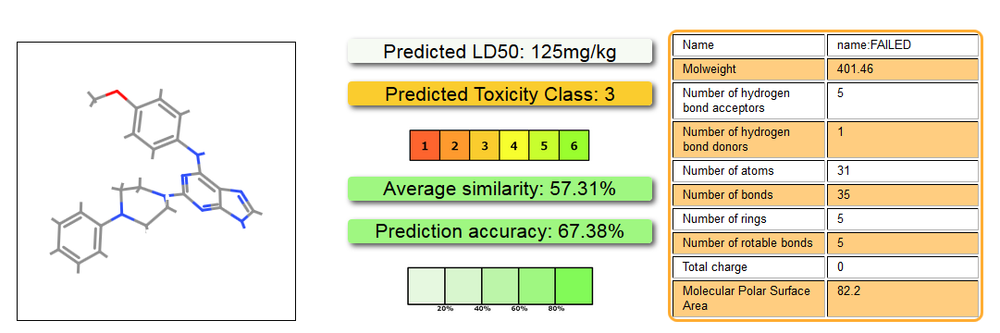 Predicted LD50: 125mg/kg
Predicted Toxicity Class: 3
1 2 3 4 5 6
Average similarity: 57.31%
Prediction accuracy: 67.38%
20% 40% 60% 80%
Name name:FAILED
Molweight 401.46
Number of hydrogen 5
bond acceptors
Number of hydrogen 1
bond donors
Number of atoms 31
Number of bonds 35
Number of rings 5
Number of rotable bonds 5
Total charge 0
Molecular Polar Surface 82.2
Area